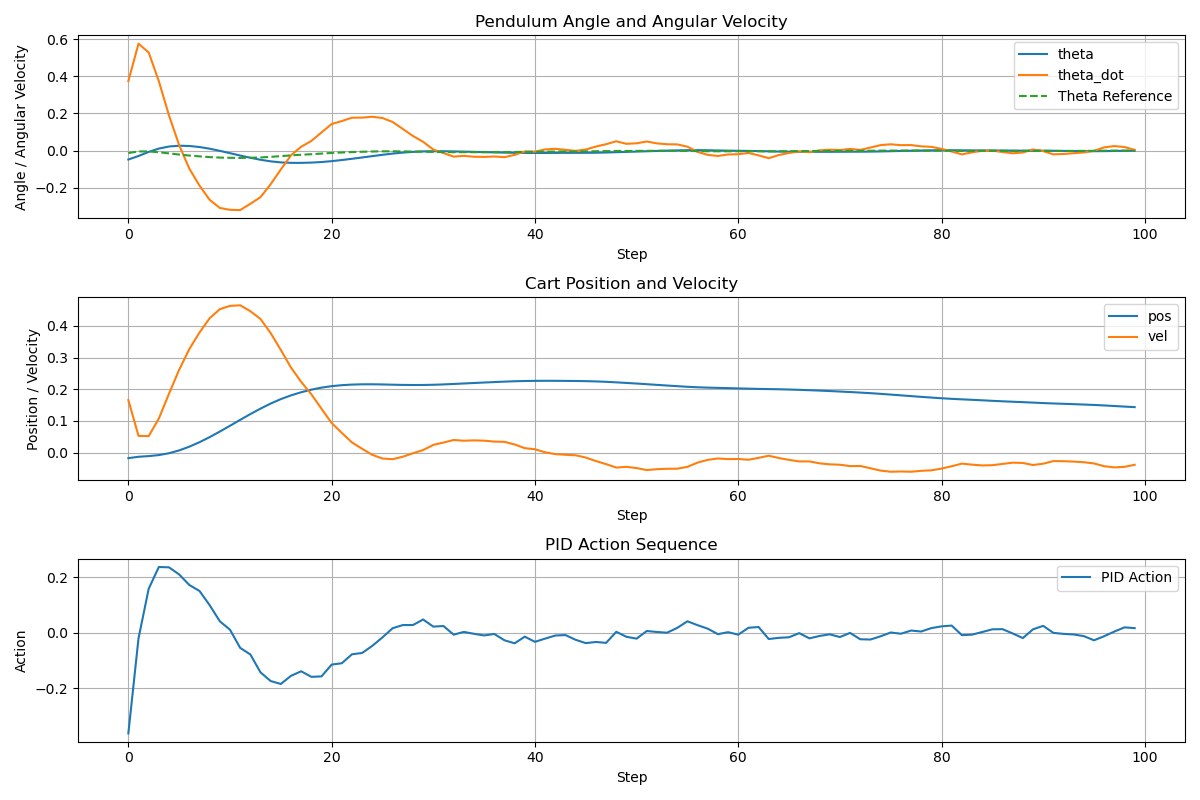 Pendulum Angle and Angular Velocity
Angle / Angular Velocity
0.6
0.4
0.2
0.0
−0.2
theta
theta_dot
Theta Reference
0 20 40 60 80 100
Step
Cart Position and Velocity
Position / Velocity
0.4
0.3
0.2
0.1
0.0
pos
vel
0 20 40 60 80 100
Step
PID Action Sequence
Action
0.2
0.0
−0.2
PID Action
0 20 40 60 80 100
Step